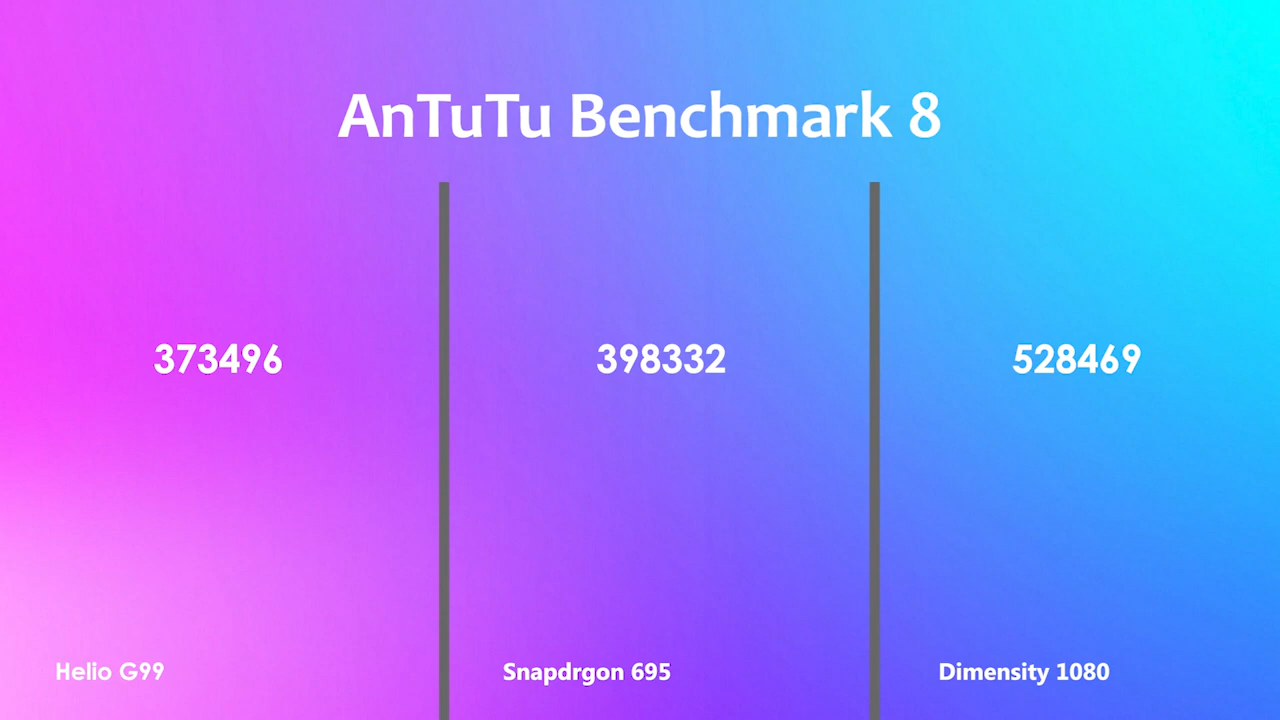 AnTuTu Benchmark 8
373496
398332
528469
Helio G99
Snapdrgon 695
Dimensity 1080